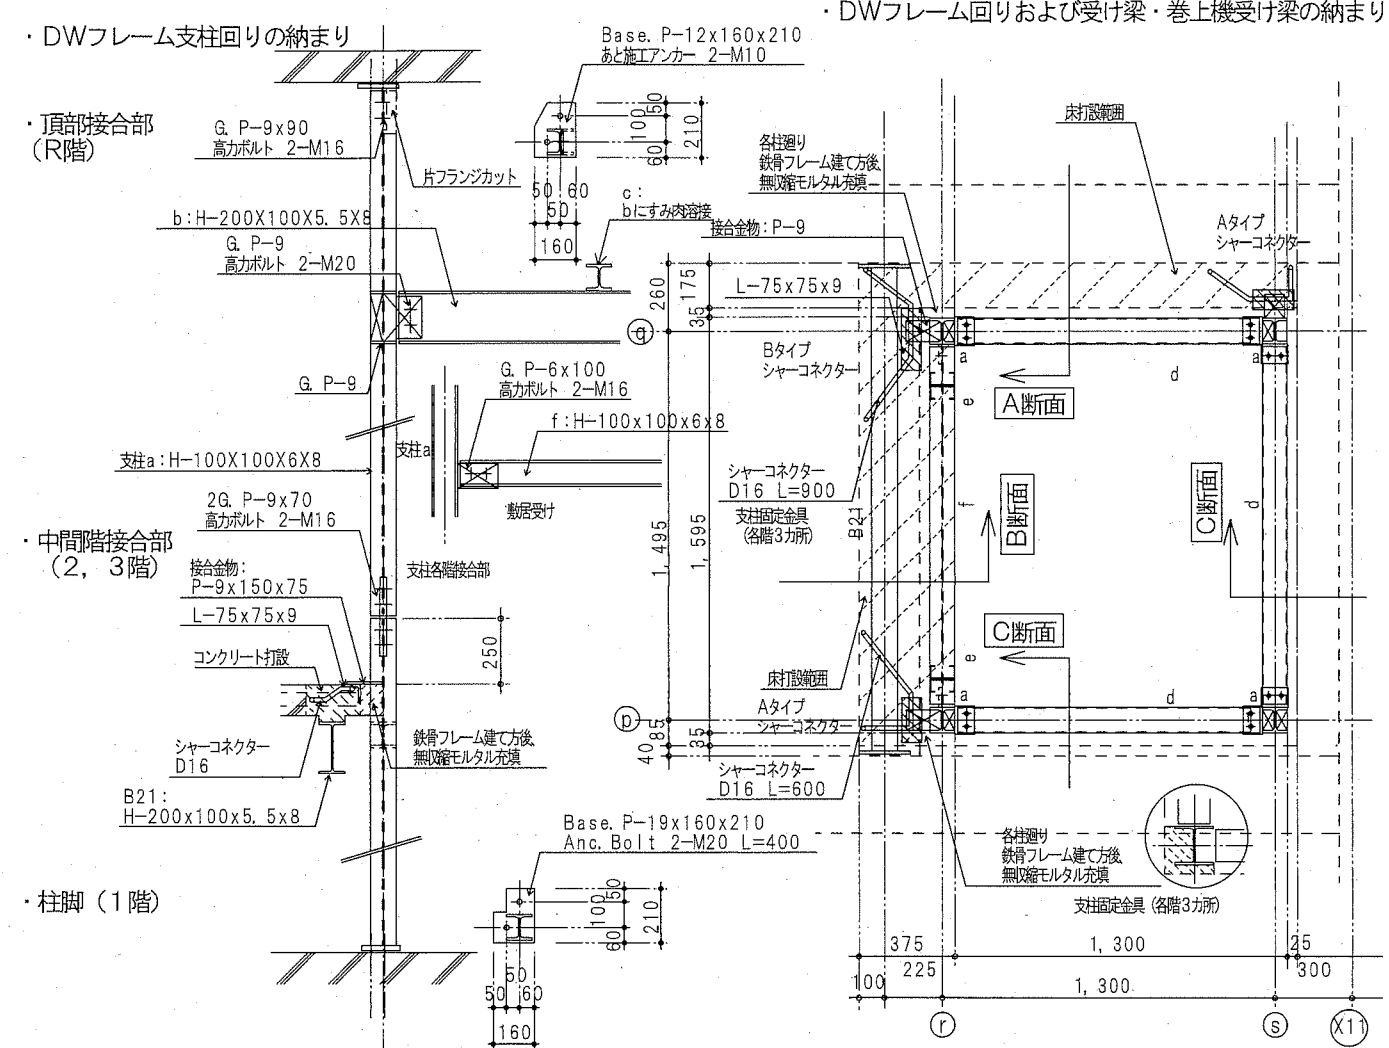 ・DWフレーム支柱回りの納まり
・DWフレーム回りおよび受け梁・巻上機受け梁の納まり
・頂部接合部
（R階）
G. P-9x90
高力ボルト 2-M16
片フランジカット
b:H-200X100X5. 5X8
G. P-9
高力ボルト 2-M20
G. P-9
支柱a:H-100X100X6X8
2G. P-9x70
高力ボルト 2-M16
・中間階接合部
（2, 3階）
接合金物:
P-9x150x75
L-75x75x9
コンクリート打設
シャーコネクター
D16
B21:
H-200x100x5. 5x8
250
鉄骨フレーム建て方後、
無収縮モルタル充填
・柱脚（1階）
Base. P-12x160x210
あと施工アンカー 2-M10
50
100
60
210
50
60
50
160
c:
bにすみ肉溶接
G. P-6x100
高力ボルト 2-M16
f:H-100x100x6x8
支柱a
敷居受け
支柱各階接合部
Base. P-19x160x210
Anc. Bolt 2-M20 L=400
50
100
60
210
50
50
60
160
各柱廻り
鉄骨フレーム建て方後、
無収縮モルタル充填
接合金物:P-9
L-75x75x9
床打設範囲
Aタイプ
シャーコネクター
260
175
35
q
Bタイプ
シャーコネクター
a
a
d
e
A断面
シャーコネクター
D16 L=900
支柱固定金具
（各階3カ所）
B21
f
B断面
C断面
d
1, 495
1, 595
C断面
床打設範囲
e
a
d
a
Aタイプ
シャーコネクター
p
85
35
40
シャーコネクター
D16 L=600
各柱廻り
鉄骨フレーム建て方後、
無収縮モルタル充填
支柱固定金具（各階3カ所）
375
1, 300
25
225
300
100
1, 300
r
s
X11